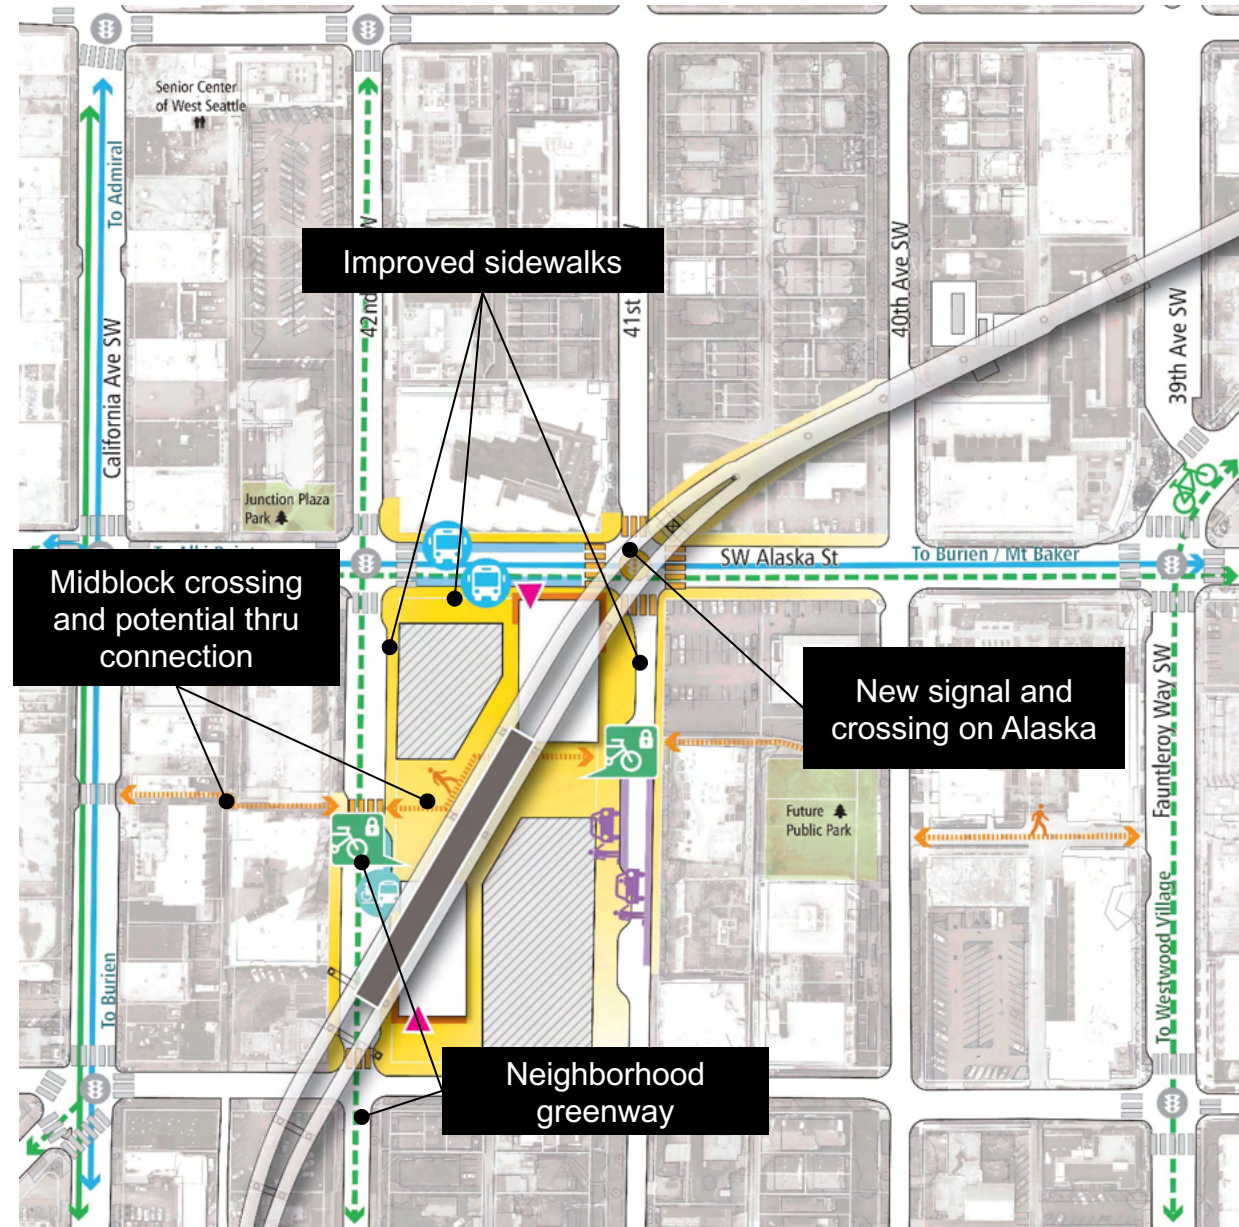 Senior Center
of West Seattle
To Admiral
California Ave SW
42nd
W
Improved sidewalks
41st
W
40th Ave SW
39th Ave SW
Junction Plaza
Park
SW Alaska St
To Burien / Mt Baker
Midblock crossing
and potential thru
connection
New signal and
crossing on Alaska
Fauntleroy Way SW
Future
Public Park
To Westwood Village
To Burien
Neighborhood
greenway